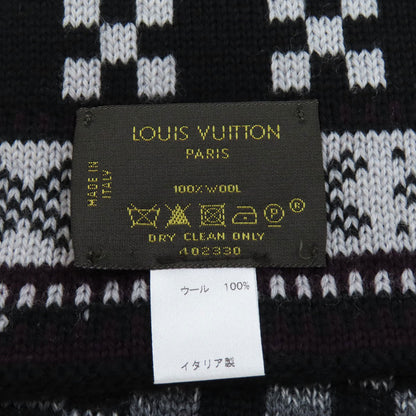 LOUIS VUITTON
PARIS
MADE IN
ITALY
100% WOOL
P
DRY CLEAN ONLY
402330
ウール 100%
イタリア製